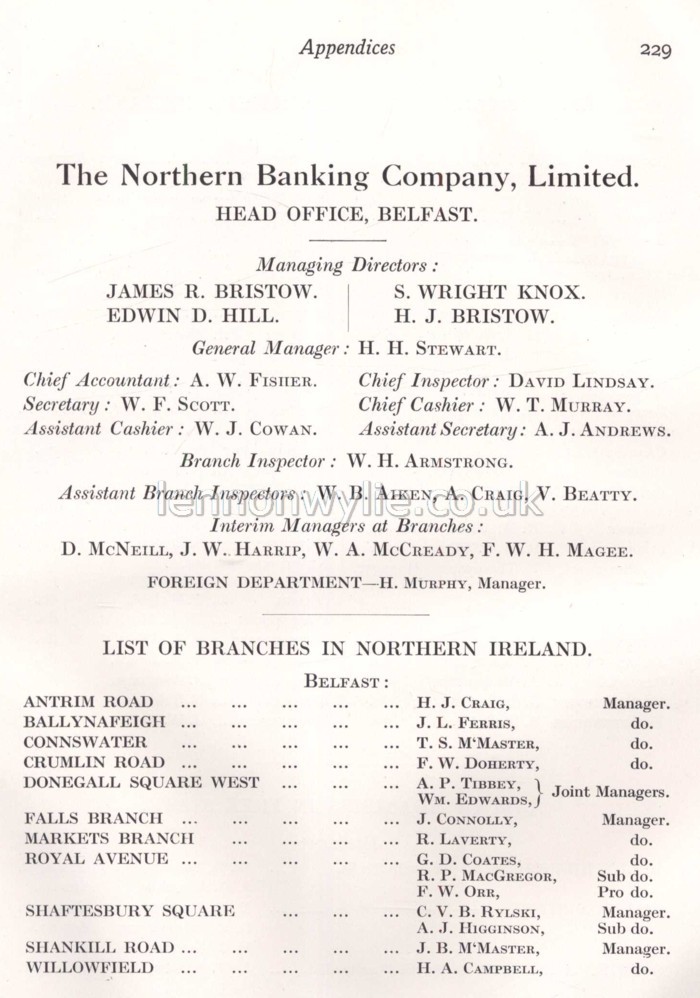 Appendices 229
The Northern Banking Company, Limited.
HEAD OFFICE, BELFAST.
Managing Directors :
JAMES R. BRISTOW. S. WRIGHT KNOX.
EDWIN D. HILL. H. J. BRISTOW.
General Manager : H. H. STEWART.
Chief Accountant : A. W. FISHER. Chief Inspector : DAVID LINDSAY.
Secretary : W. F. SCOTT. Chief Cashier : W. T. MURRAY.
Assistant Cashier : W. J. COWAN. Assistant Secretary : A. J. ANDREWS.
Branch Inspector : W. H. ARMSTRONG.
Assistant Branch Inspectors : W. B. AIKEN, A. CRAIG, V. BEATTY.
lennonwylie.co.uk
Interim Managers at Branches :
D. MCNEILL, J. W. HARRIP, W. A. MCCREADY, F. W. H. MAGEE.
FOREIGN DEPARTMENT—H. MURPHY, Manager.
LIST OF BRANCHES IN NORTHERN IRELAND.
BELFAST :
ANTRIM ROAD ... ... ... ... ... H. J. CRAIG, Manager.
BALLYNAFEIGH ... ... ... ... ... J. L. FERRIS, do.
CONNSWATER ... ... ... ... ... T. S. M'MASTER, do.
CRUMLIN ROAD ... ... ... ... ... F. W. DOHERTY, do.
DONEGALL SQUARE WEST ... ... ... A. P. TIBBEY, } Joint Managers.
WM. EDWARDS,
FALLS BRANCH ... ... ... ... ... J. CONNOLLY, Manager.
MARKETS BRANCH ... ... ... ... R. LAVERTY, do.
ROYAL AVENUE ... ... ... ... ... G. D. COATES, do.
R. P. MACGREGOR, Sub do.
F. W. ORR, Pro do.
SHAFTESBURY SQUARE ... ... ... C. V. B. RYLSKI, Manager.
A. J. HIGGINSON, Sub do.
SHANKILL ROAD ... ... ... ... ... J. B. M'MASTER, Manager.
WILLOWFIELD ... ... ... ... ... H. A. CAMPBELL, do.